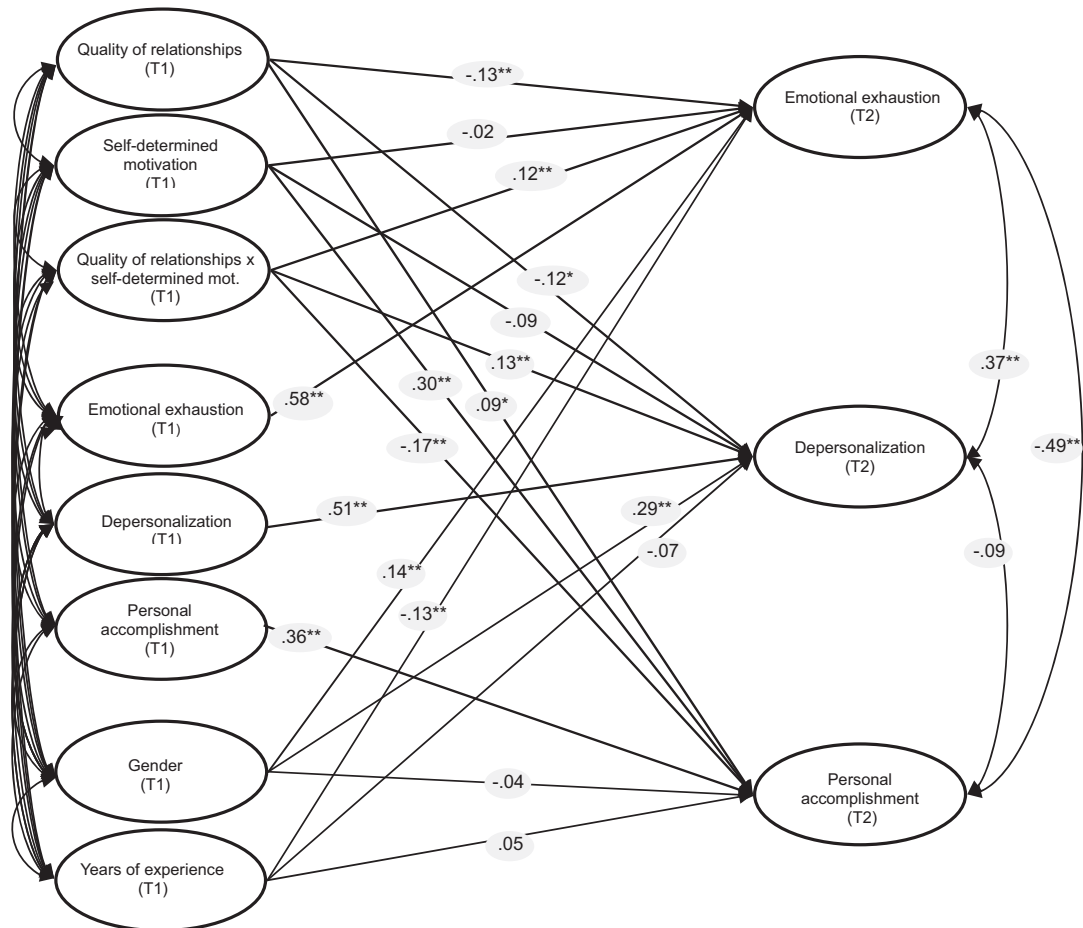 Quality of relationships
(T1)
Self-determined
motivation
(T1)
Quality of relationships x
self-determined mot.
(T1)
Emotional exhaustion
(T1)
Depersonalization
(T1)
Personal
accomplishment
(T1)
Gender
(T1)
Years of experience
(T1)
-.13**
-.02
.12**
-.12*
-.09
.13**
.58**
.30**
.09*
-.17**
.51**
.29**
-.07
.14**
-.13**
.36**
-.04
.05
Emotional exhaustion
(T2)
Depersonalization
(T2)
Personal
accomplishment
(T2)
.37**
-.49**
-.09